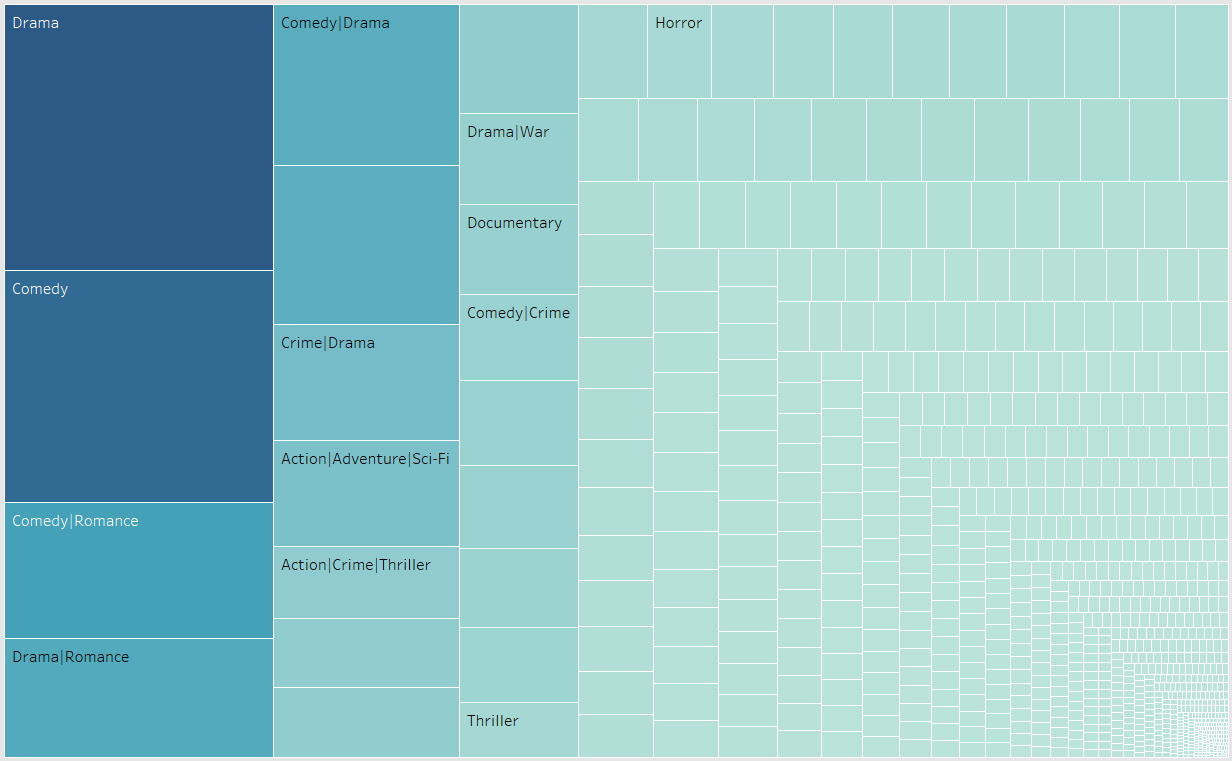 Drama
Comedy
Comedy|Romance
Drama|Romance
Comedy|Drama
Crime|Drama
Action|Adventure|Sci-Fi
Action|Crime|Thriller
Drama|War
Documentary
Comedy|Crime
Thriller
Horror